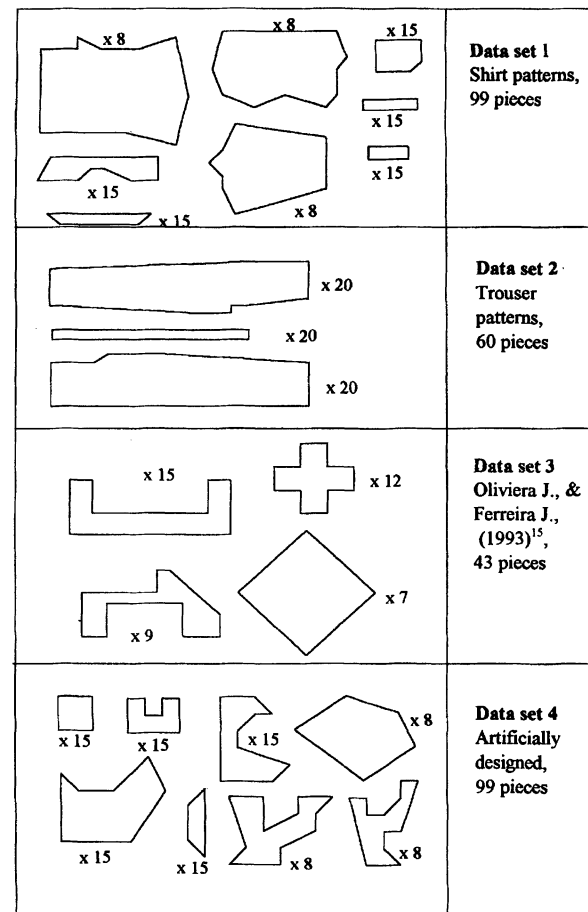 x 8
x 8
x 15
x 15
x 15
x 15
x 15
x 8
Data set 1
Shirt patterns,
99 pieces
x 20
x 20
x 20
Data set 2
Trouser
patterns,
60 pieces
x 15
x 12
x 9
x 7
Data set 3
Oliviera J., &
Ferreira J.,
(1993)15,
43 pieces
x 15
x 15
x 15
x 8
x 15
x 15
x 8
x 8
Data set 4
Artificially
designed,
99 pieces